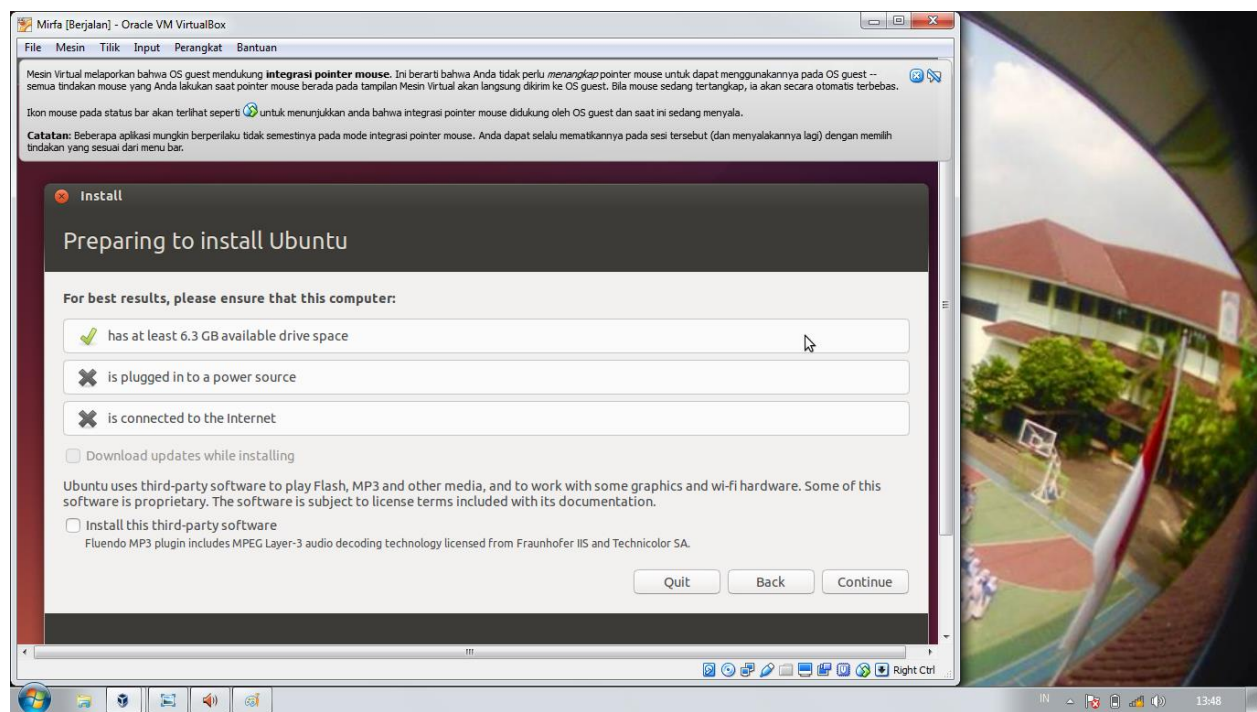 Mirfa [Berjalan] - Oracle VM VirtualBox
File Mesin Tilik Input Perangkat Bantuan
Mesin Virtual melaporkan bahwa OS guest mendukung integrasi pointer mouse. Ini berarti bahwa Anda tidak perlu menangkap pointer mouse untuk dapat menggunakannya pada OS guest --
semua tindakan mouse yang Anda lakukan saat pointer mouse berada pada tampilan Mesin Virtual akan langsung dikirim ke OS guest. Bila mouse sedang tertangkap, ia akan secara otomatis terbebas.
Ikon mouse pada status bar akan terlihat seperti untuk menunjukkan anda bahwa integrasi pointer mouse didukung oleh OS guest dan saat ini sedang menyala.
Catatan: Beberapa aplikasi mungkin berperilaku tidak semestinya pada mode integrasi pointer mouse. Anda dapat selalu mematikannya pada sesi tersebut (dan menyalakannya lagi) dengan memilih
tindakan yang sesuai dari menu bar.
Install
Preparing to install Ubuntu
For best results, please ensure that this computer:
has at least 6.3 GB available drive space
is plugged in to a power source
is connected to the Internet
Download updates while installing
Ubuntu uses third-party software to play Flash, MP3 and other media, and to work with some graphics and wi-fi hardware. Some of this
software is proprietary. The software is subject to license terms included with its documentation.
Install this third-party software
Fluendo MP3 plugin includes MPEG Layer-3 audio decoding technology licensed from Fraunhofer IIS and Technicolor SA.
Quit Back Continue
Right Ctrl
IN 13:48